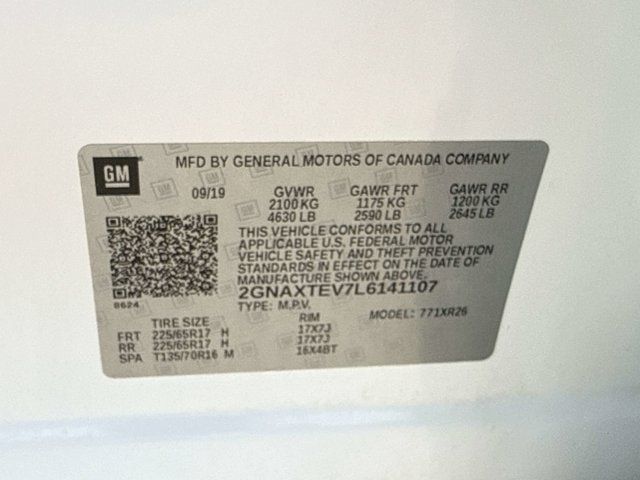 GM
MFD BY GENERAL MOTORS OF CANADA COMPANY
09/19 GVWR GAWR FRT GAWR RR
2100 KG 1175 KG 1200 KG
4630 LB 2590 LB 2645 LB
THIS VEHICLE CONFORMS TO ALL
APPLICABLE U.S. FEDERAL MOTOR
VEHICLE SAFETY AND THEFT PREVENTION
STANDARDS IN EFFECT ON THE DATE OF
MANUFACTURE SHOWN ABOVE.
8624 2GNAXTEV7L6141107
TYPE: M.P.V. MODEL: 771XR26
TIRE SIZE RIM
FRT 225/65R17 H 17X7J
RR 225/65R17 H 17X7J
SPA T135/70R16 M 16X4BT